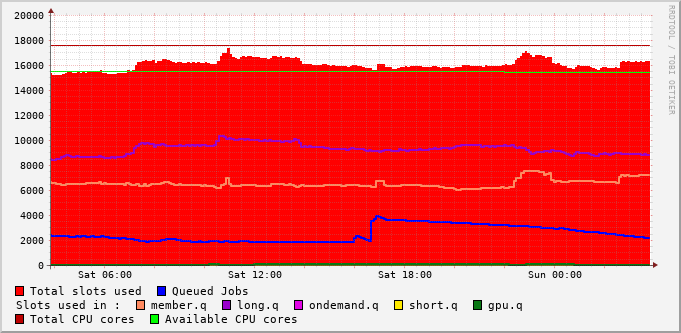 20000
18000
16000
14000
12000
10000
8000
6000
4000
2000
0
Sat 06:00 Sat 12:00 Sat 18:00 Sun 00:00
Total slots used Queued Jobs
Slots used in : member.q long.q ondemand.q short.q gpu.q
Total CPU cores Available CPU cores
RRDTOOL / TOBI OETIKER